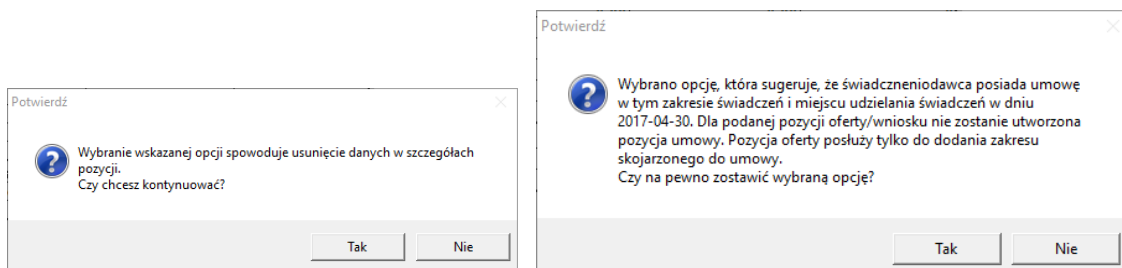 Potwierdź
Wybranie wskazanej opcji spowoduje usunięcie danych w szczegółach
pozycji.
Czy chcesz kontynuować?
Tak
Nie
Potwierdź
Wybrano opcję, która sugeruje, że świadczneniodawca posiada umowę
w tym zakresie świadczeń i miejscu udzielania świadczeń w dniu
2017-04-30. Dla podanej pozycji oferty/wniosku nie zostanie utworzona
pozycja umowy. Pozycja oferty posłuży tylko do dodania zakresu
skojarzonego do umowy.
Czy na pewno zostawić wybraną opcję?
Tak
Nie